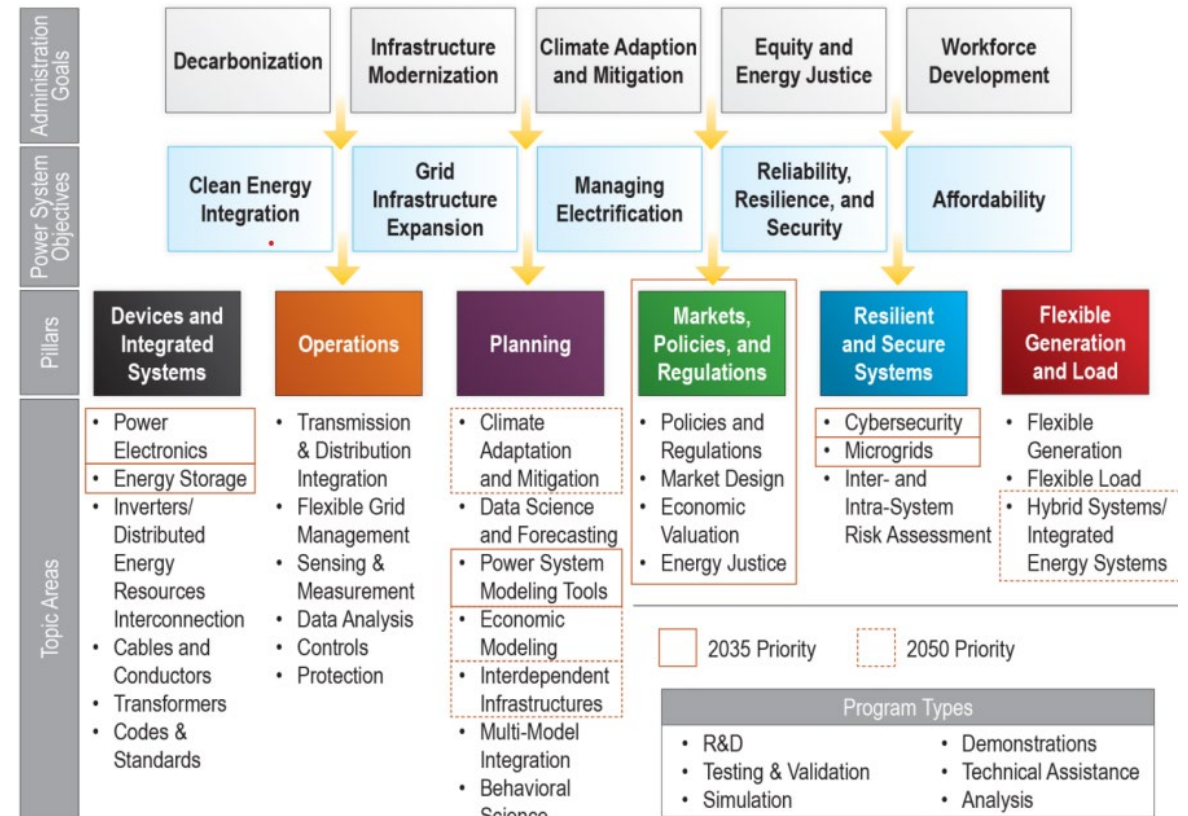 Administration
Goals
Decarbonization
Infrastructure
Modernization
Climate Adaption
and Mitigation
Equity and
Energy Justice
Workforce
Development
Power System
Objectives
Clean Energy
Integration
Grid
Infrastructure
Expansion
Managing
Electrification
Reliability,
Resilience, and
Security
Affordability
Pillars
Devices and
Integrated
Systems
Operations
Planning
Markets,
Policies, and
Regulations
Resilient
and Secure
Systems
Flexible
Generation
and Load
Topic Areas
• Power
Electronics
• Energy Storage
• Inverters/
Distributed
Energy
Resources
Interconnection
• Cables and
Conductors
• Transformers
• Codes &
Standards
• Transmission
& Distribution
Integration
• Flexible Grid
Management
• Sensing &
Measurement
• Data Analysis
• Controls
• Protection
• Climate
Adaptation
and Mitigation
• Data Science
and Forecasting
• Power System
Modeling Tools
• Economic
Modeling
• Interdependent
Infrastructures
• Multi-Model
Integration
• Behavioral
Science
• Policies and
Regulations
• Market Design
• Economic
Valuation
• Energy Justice
• Cybersecurity
• Microgrids
• Inter- and
Intra-System
Risk Assessment
• Flexible
Generation
• Flexible Load
• Hybrid Systems/
Integrated
Energy Systems
2035 Priority
2050 Priority
Program Types
• R&D
• Testing & Validation
• Simulation
• Demonstrations
• Technical Assistance
• Analysis